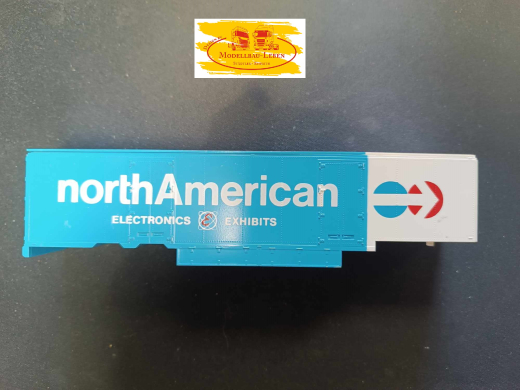 MODELLBAU-LEBEN
northAmerican
ELECTRONICS EXHIBITS